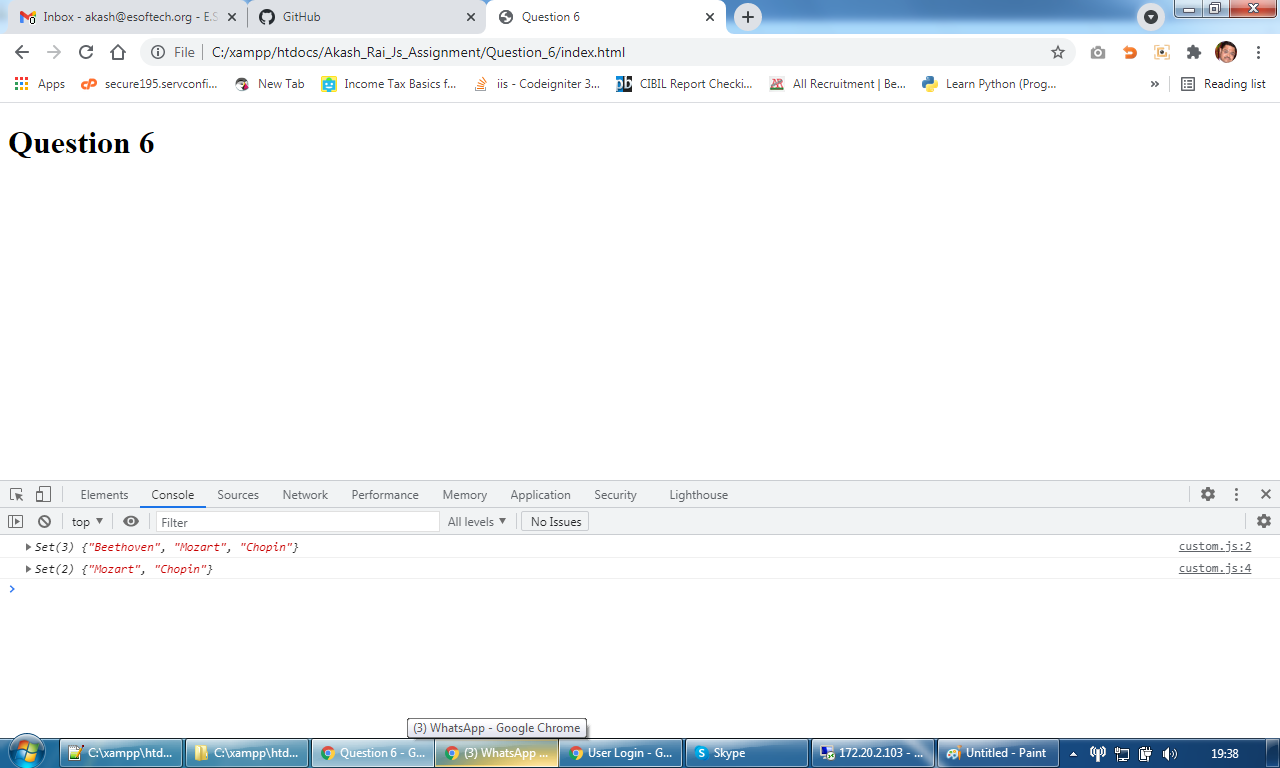 Inbox - akash@esoftech.org - E.S
GitHub
Question 6
File
C:/xampp/htdocs/Akash_Rai_Js_Assignment/Question_6/index.html
Apps
secure195.servconfi...
New Tab
Income Tax Basics f...
iis - Codeigniter 3...
CIBIL Report Checki...
All Recruitment | Be...
Learn Python (Prog...
»
Reading list
Question 6
Elements Console Sources Network Performance Memory Application Security Lighthouse
top
Filter
All levels
No Issues
Set(3) {"Beethoven", "Mozart", "Chopin"} custom.js:2
Set(2) {"Mozart", "Chopin"} custom.js:4
(3) WhatsApp - Google Chrome
C:\xampp\htd...
C:\xampp\htd...
Question 6 - G...
(3) WhatsApp ...
User Login - G...
Skype
172.20.2.103 - ...
Untitled - Paint
19:38